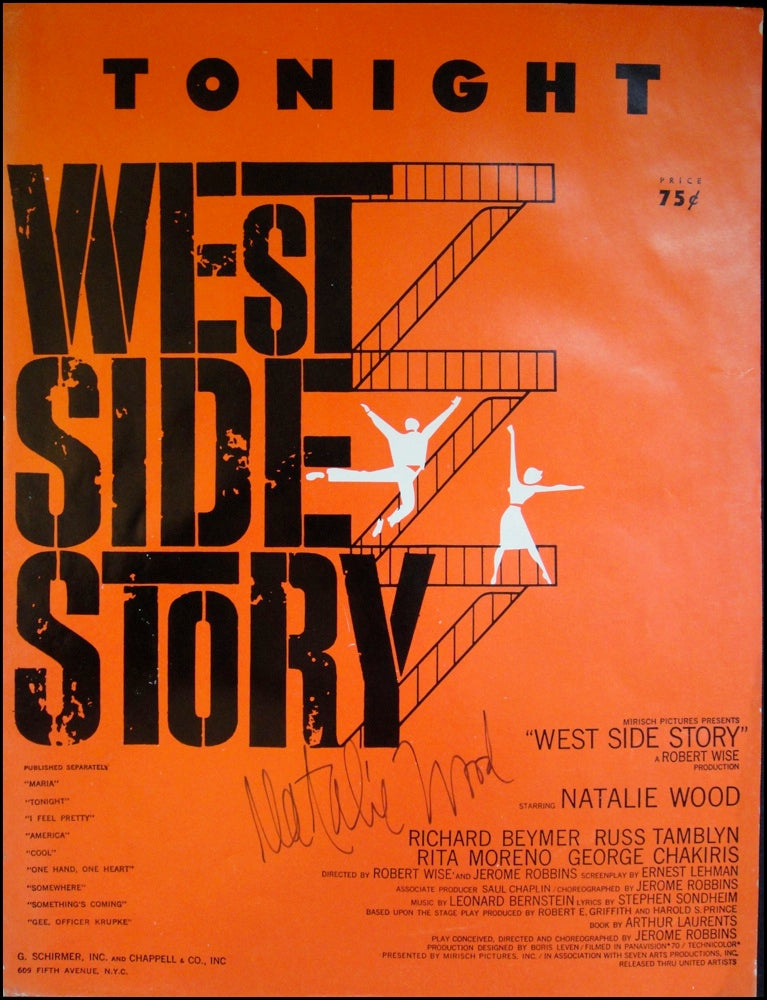 TONIGHT
PRICE
75¢
WEST
SIDE
STORY
Natalie Wood
PUBLISHED SEPARATELY
"MARIA"
"TONIGHT"
"I FEEL PRETTY"
"AMERICA"
"COOL"
"ONE HAND, ONE HEART"
"SOMEWHERE"
"SOMETHING'S COMING"
"GEE, OFFICER KRUPKE"
G. SCHIRMER, INC. AND CHAPPELL & CO., INC
609 FIFTH AVENUE, N.Y.C.
MIRISCH PICTURES PRESENTS
"WEST SIDE STORY"
A ROBERT WISE
PRODUCTION
STARRING NATALIE WOOD
RICHARD BEYMER RUSS TAMBLYN
RITA MORENO GEORGE CHAKIRIS
DIRECTED BY ROBERT WISE AND JEROME ROBBINS SCREENPLAY BY ERNEST LEHMAN
ASSOCIATE PRODUCER SAUL CHAPLIN / CHOREOGRAPHED BY JEROME ROBBINS
MUSIC BY LEONARD BERNSTEIN LYRICS BY STEPHEN SONDHEIM
BASED UPON THE STAGE PLAY PRODUCED BY ROBERT E. GRIFFITH AND HAROLD S. PRINCE
BOOK BY ARTHUR LAURENTS
PLAY CONCEIVED, DIRECTED AND CHOREOGRAPHED BY JEROME ROBBINS
PRODUCTION DESIGNED BY BORIS LEVEN / FILMED IN PANAVISION® 70 / TECHNICOLOR®
PRESENTED BY MIRISCH PICTURES, INC. / IN ASSOCIATION WITH SEVEN ARTS PRODUCTIONS, INC.
RELEASED THRU UNITED ARTISTS